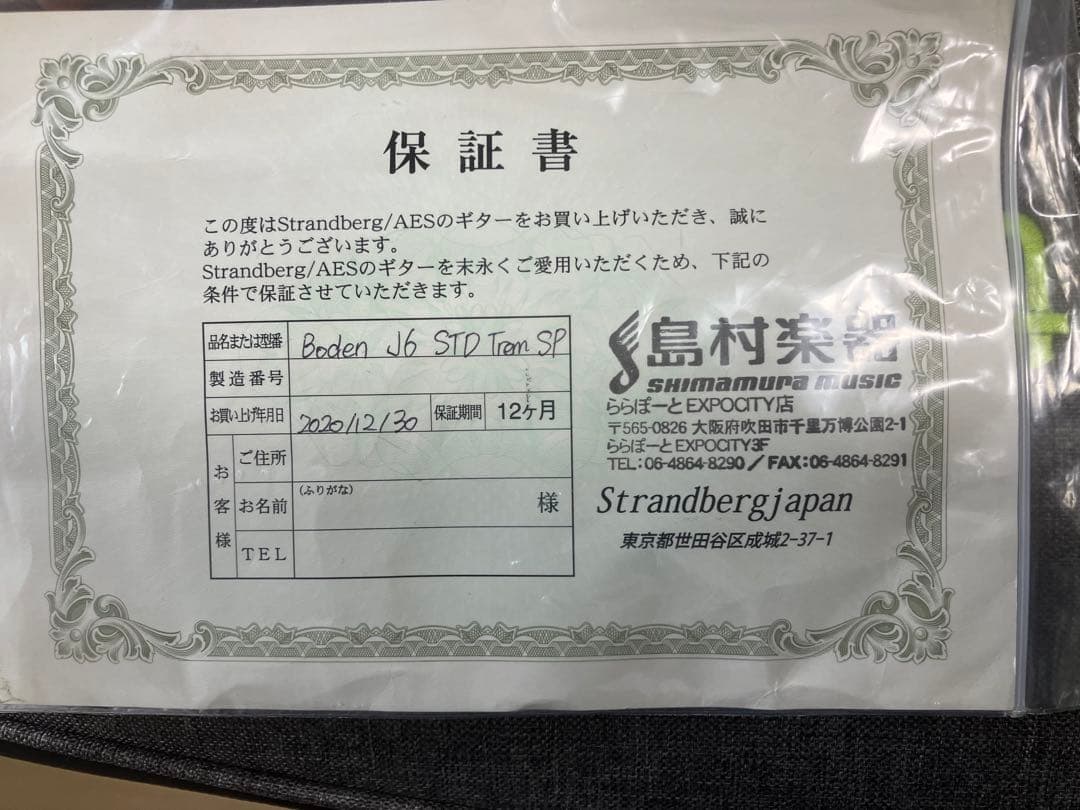 保証書
この度はStrandberg/AESのギターをお買い上げいただき、誠に
ありがとうございます。
Strandberg/AESのギターを末永くご愛用いただくため、下記の
条件で保証させていただきます。
品名または型番 Boden J6 STD Trem SP
製造番号
お買い上げ年月日 2020/12/30 保証期間 12ヶ月
お客様
ご住所
お名前 (ふりがな) 様
TEL
島村楽器
SHIMAMURA MUSIC
ららぽーとEXPOCITY店
〒565-0826 大阪府吹田市千里万博公園2-1
ららぽーとEXPOCITY3F
TEL:06-4864-8290／FAX:06-4864-8291
Strandbergjapan
東京都世田谷区成城2-37-1